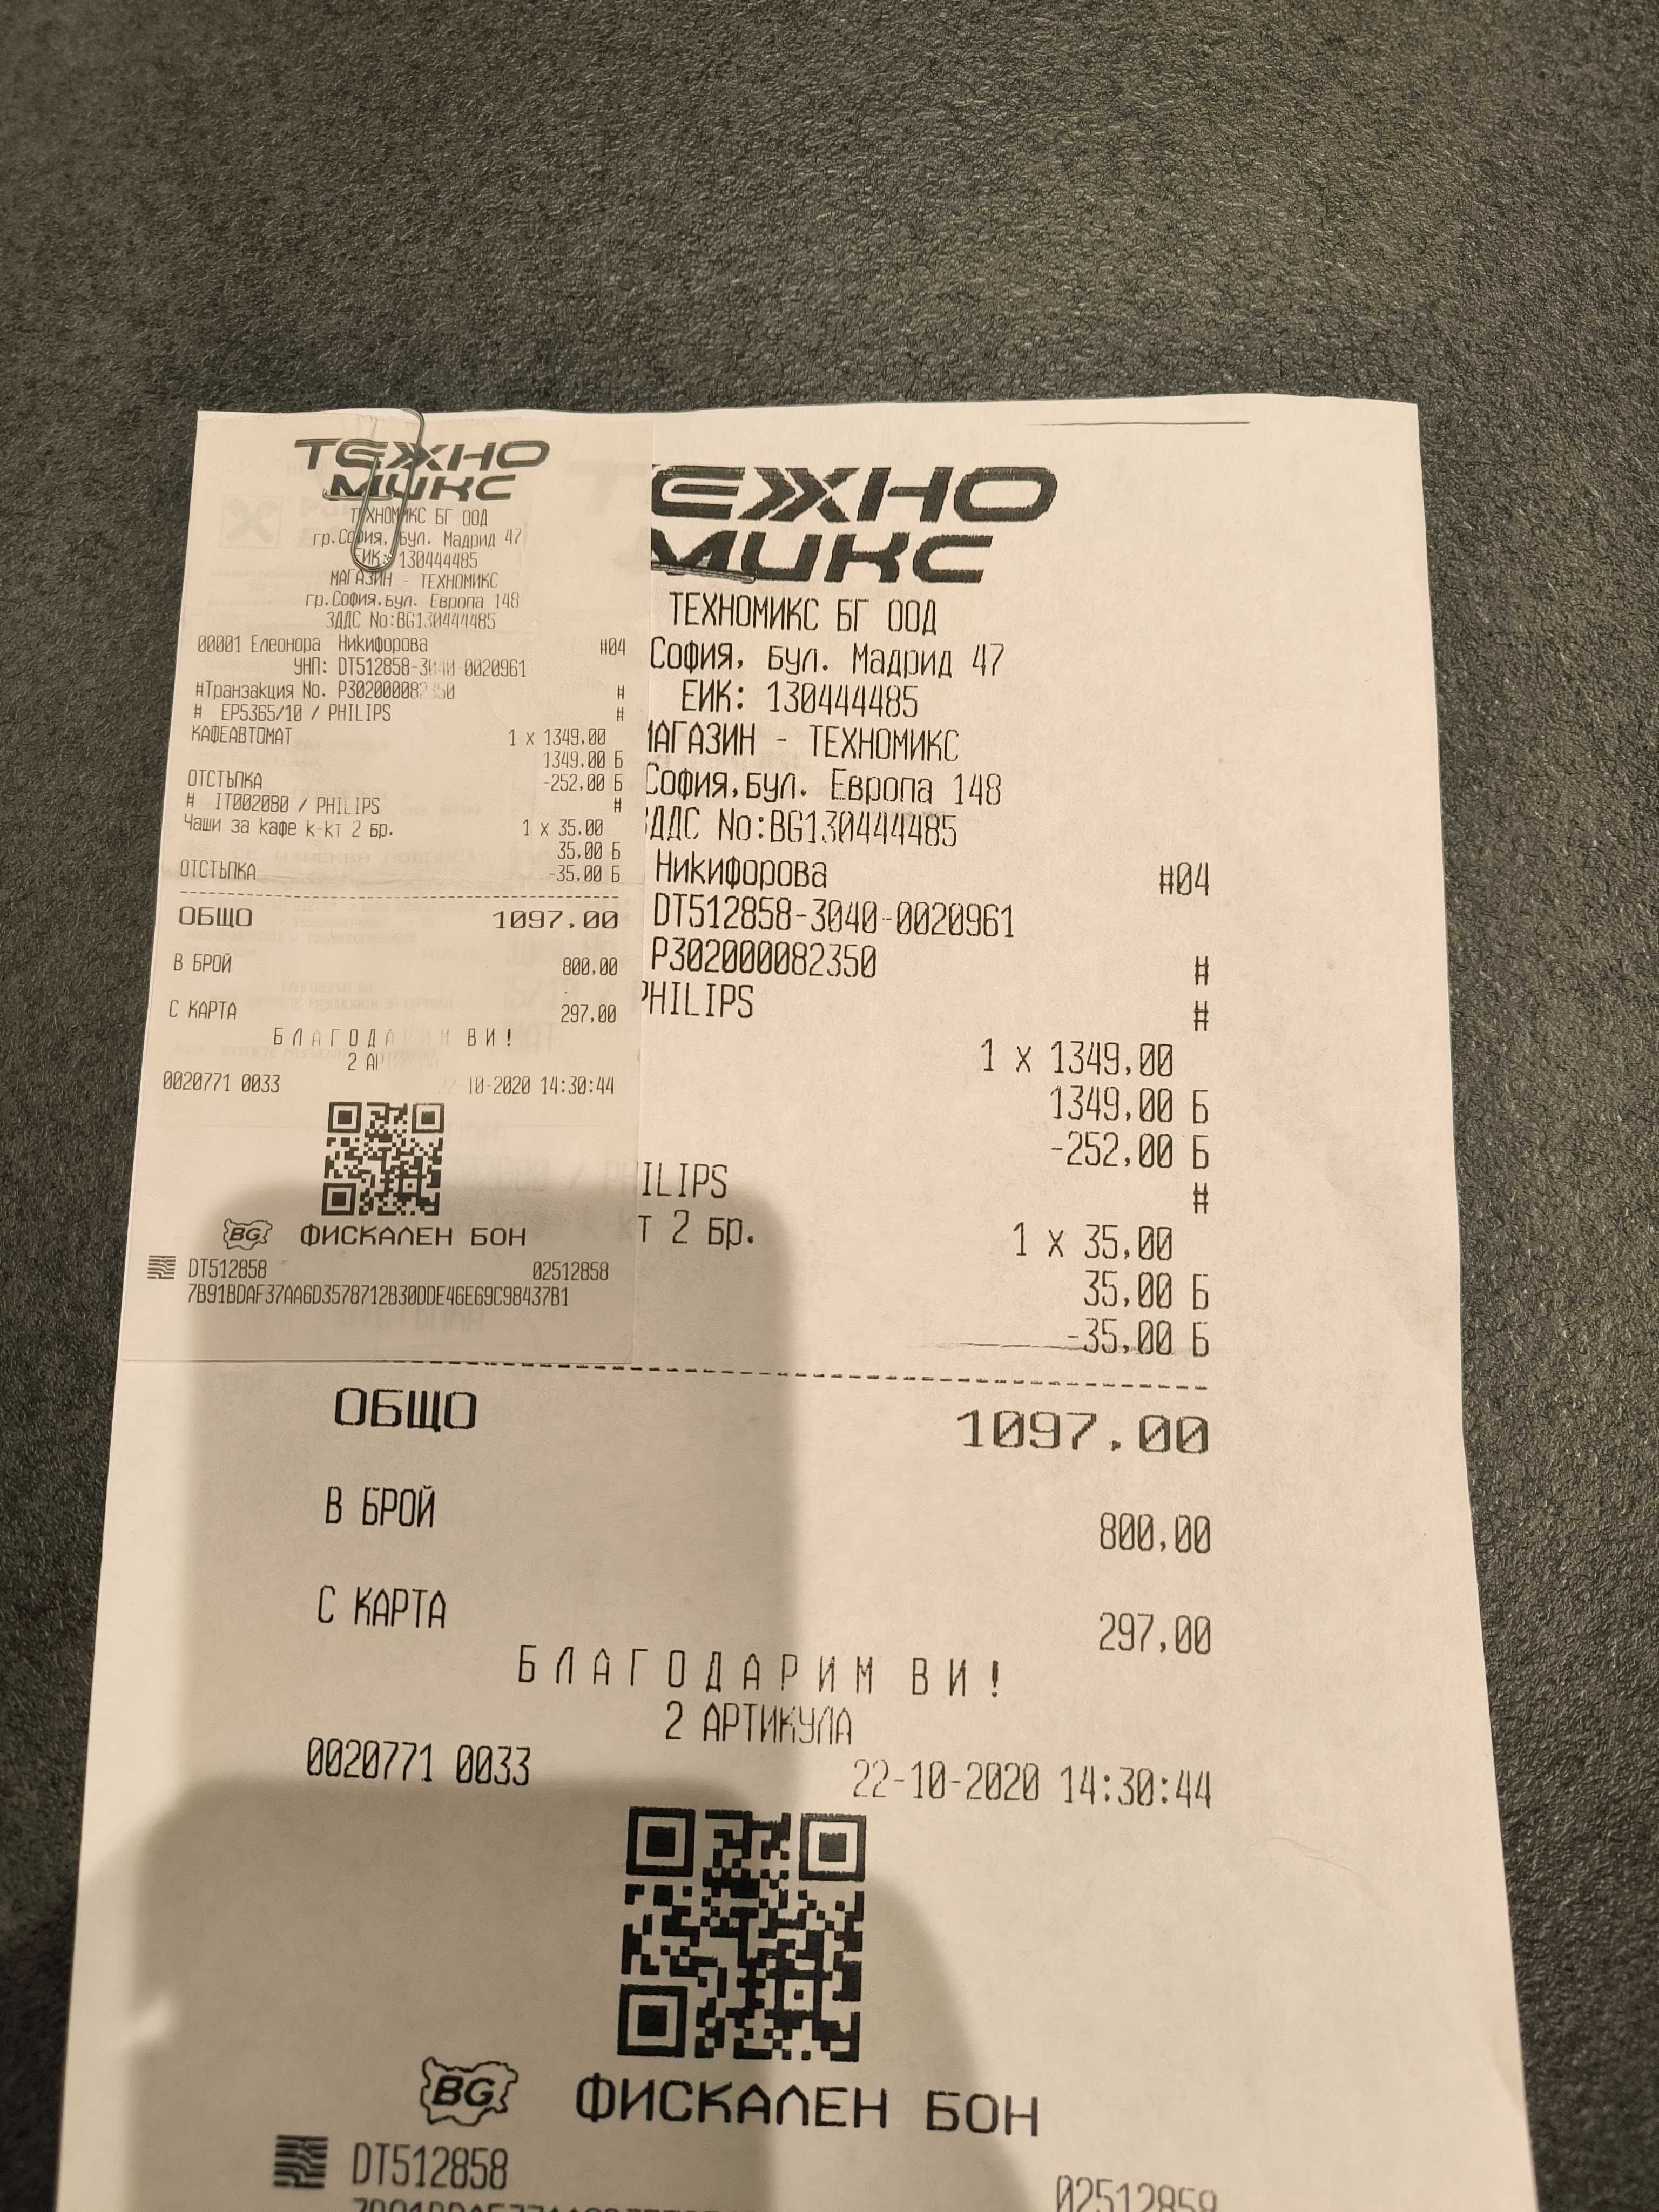 ТЕХНО
МИКС
ТЕХНОМИКС БГ ООД
гр.София, бул. Мадрид 47
ЕИК: 130444485
МАГАЗИН - ТЕХНОМИКС
гр.София,бул. Европа 148
ЗДДС No:BG130444485
00001 Елеонора Никифорова #04
УНП: DT512858-3040-0020961
#Транзакция No. P302000082350 #
# EP5365/10 / PHILIPS #
КАФЕАВТОМАТ 1 x 1349,00
1349,00 Б
ОТСТЪПКА -252,00 Б
# IT002080 / PHILIPS #
Чаши за кафе к-кт 2 бр. 1 x 35,00
35,00 Б
ОТСТЪПКА -35,00 Б
ОБЩО 1097.00
В БРОЙ 800,00
С КАРТА 297,00
БЛАГОДАРИМ ВИ!
2 АР
0020771 0033 10-2020 14:30:44
BG ФИСКАЛЕН БОН
DT512858 02512858
7B91BDAF37AA6D3578712B30DDE46E69C98437B1
ЕХНО
МИКС
ТЕХНОМИКС БГ ООД
София, бул. Мадрид 47
ЕИК: 130444485
МАГАЗИН - ТЕХНОМИКС
София,бул. Европа 148
ЗДДС No:BG130444485
Никифорова #04
DT512858-3040-0020961
P302000082350 #
PHILIPS #
1 x 1349,00
1349,00 Б
-252,00 Б
ILIPS #
т 2 бр. 1 x 35,00
35,00 Б
-35,00 Б
ОБЩО 1097.00
В БРОЙ 800,00
С КАРТА 297,00
БЛАГОДАРИМ ВИ!
2 АРТИКУЛА
0020771 0033 22-10-2020 14:30:44
BG ФИСКАЛЕН БОН
DT512858 02512858